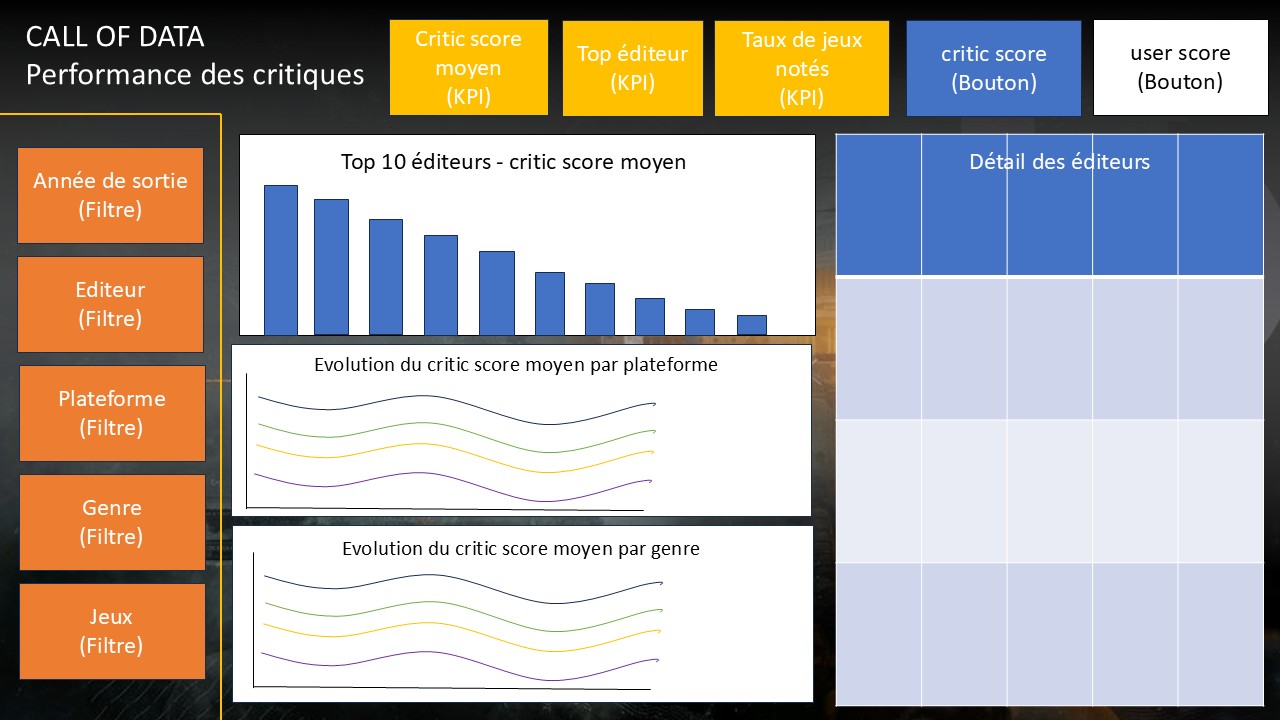 CALL OF DATA
Performance des critiques
Critic score
moyen
(KPI)
Top éditeur
(KPI)
Taux de jeux
notés
(KPI)
critic score
(Bouton)
user score
(Bouton)
Année de sortie
(Filtre)
Editeur
(Filtre)
Plateforme
(Filtre)
Genre
(Filtre)
Jeux
(Filtre)
Top 10 éditeurs - critic score moyen
Evolution du critic score moyen par plateforme
Evolution du critic score moyen par genre
Détail des éditeurs